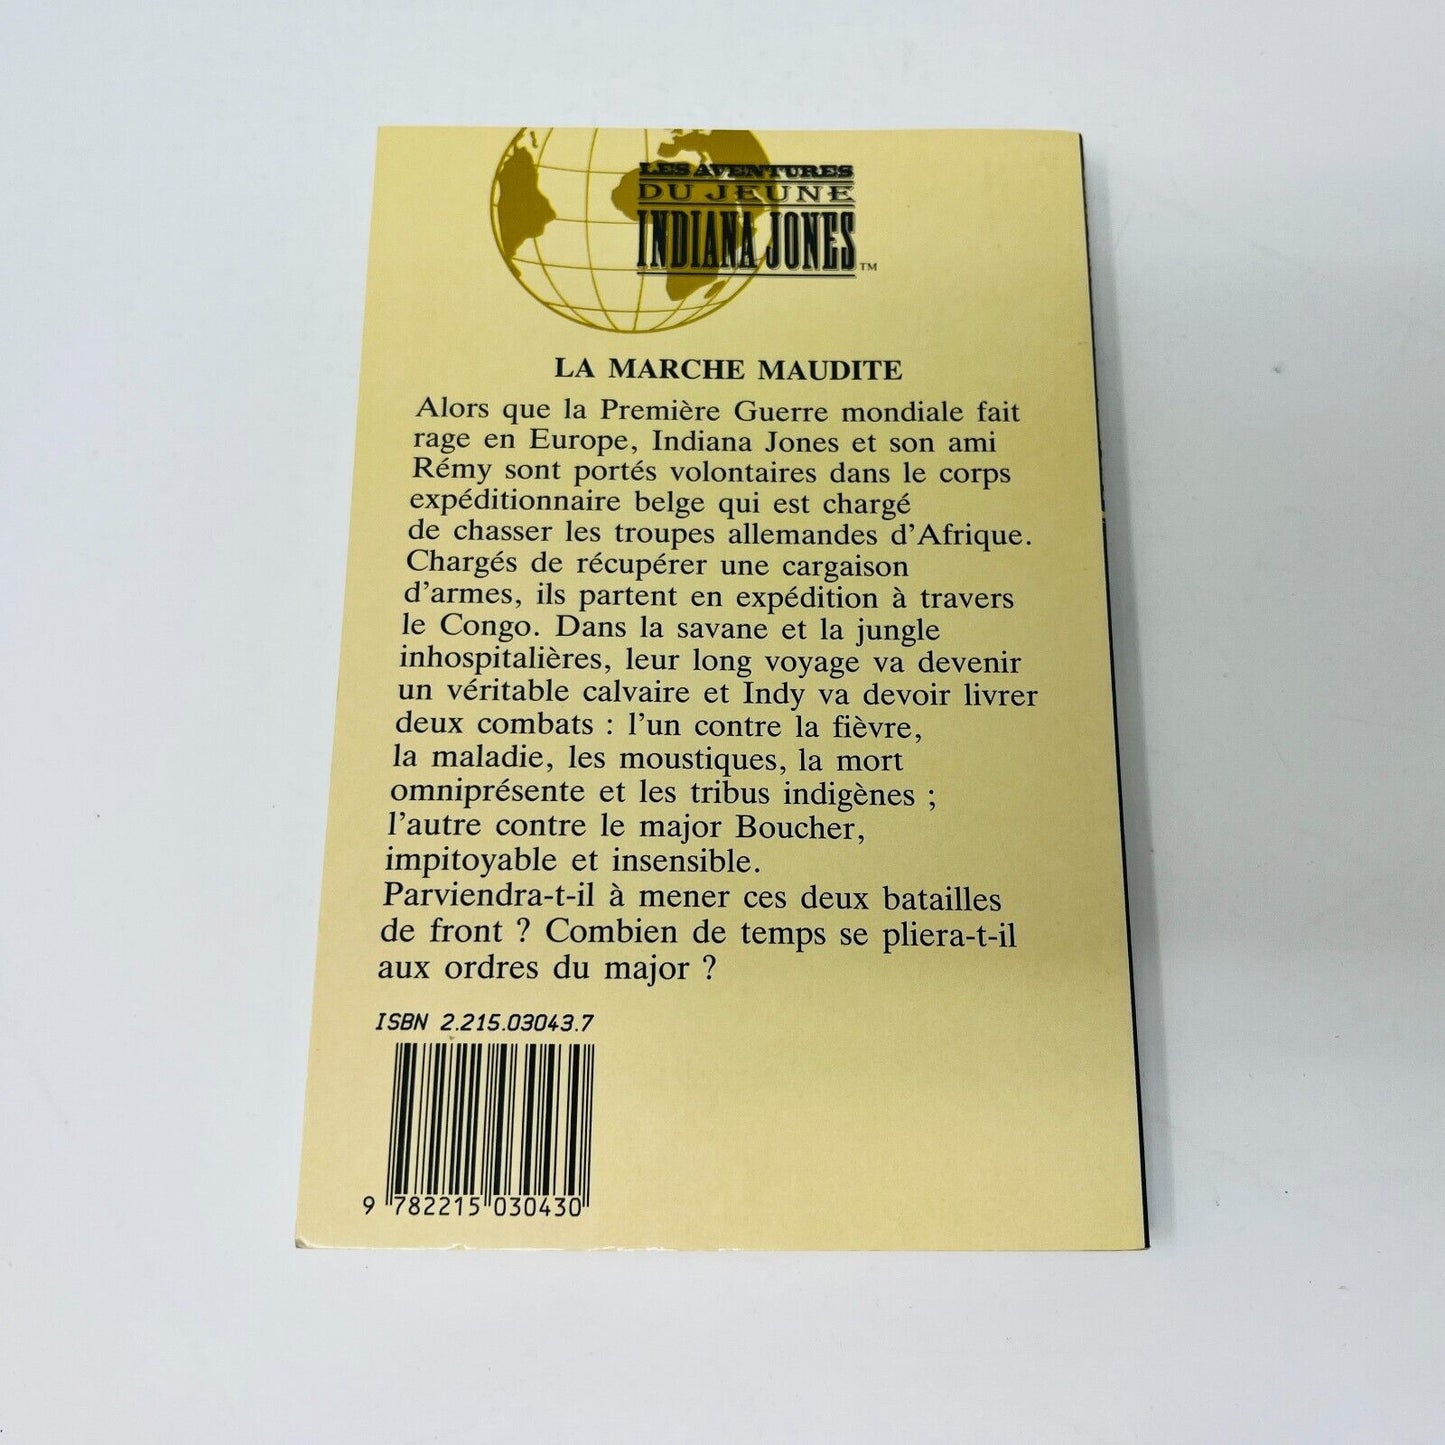 LES AVENTURES
DU JEUNE
INDIANA JONES™
LA MARCHE MAUDITE
Alors que la Première Guerre mondiale fait
rage en Europe, Indiana Jones et son ami
Rémy sont portés volontaires dans le corps
expéditionnaire belge qui est chargé
de chasser les troupes allemandes d'Afrique.
Chargés de récupérer une cargaison
d'armes, ils partent en expédition à travers
le Congo. Dans la savane et la jungle
inhospitalières, leur long voyage va devenir
un véritable calvaire et Indy va devoir livrer
deux combats : l'un contre la fièvre,
la maladie, les moustiques, la mort
omniprésente et les tribus indigènes ;
l'autre contre le major Boucher,
impitoyable et insensible.
Parviendra-t-il à mener ces deux batailles
de front ? Combien de temps se pliera-t-il
aux ordres du major ?
ISBN 2.215.03043.7
9 782215 030430